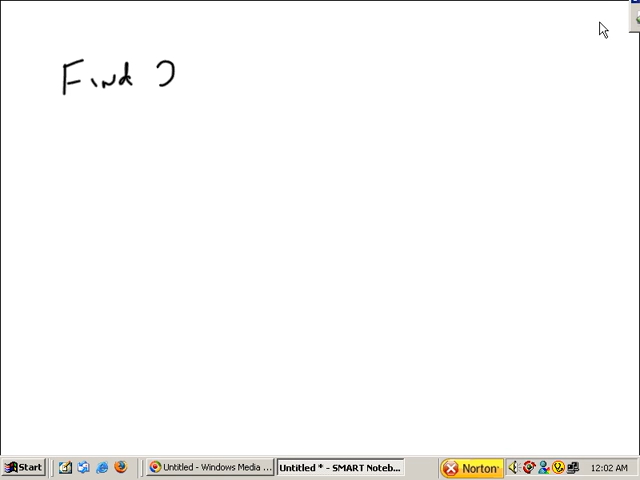 Find
Start
Untitled - Windows Media ...
Untitled * - SMART Noteb...
Norton
12:02 AM